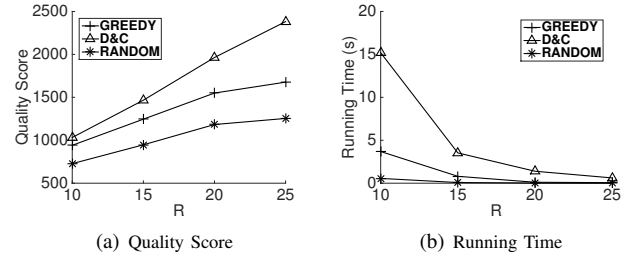 2500
2000
1500
1000
500
Quality Score
GREEDY
D&C
RANDOM
10 15 20 25
R
(a) Quality Score
20
15
10
5
0
Running Time (s)
GREEDY
D&C
RANDOM
10 15 20 25
R
(b) Running Time